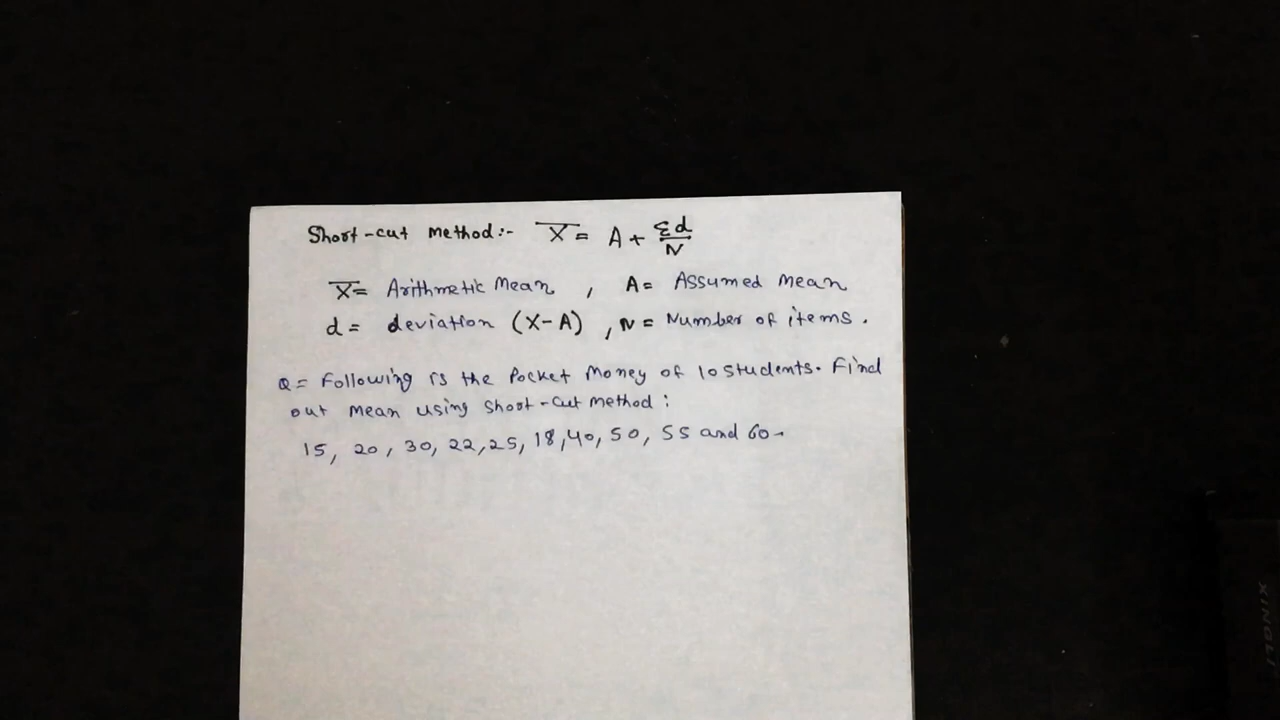 Short-cut Method:- X̅ = A + Σd/N
X̅ = Arithmetic Mean , A = Assumed Mean
d = deviation (X-A) , N = Number of items.
Q = Following is the Pocket Money of 10 Students. Find
out Mean using Short-Cut Method :
15, 20, 30, 22, 25, 18, 40, 50, 55 and 60-